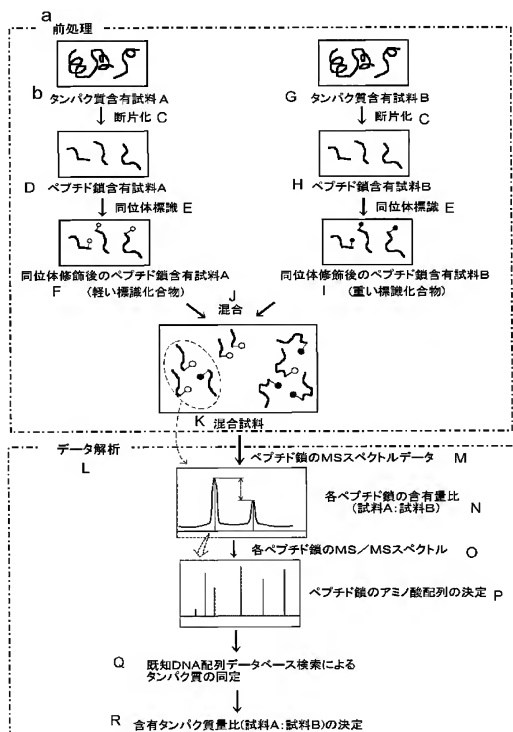 a
前処理
b タンパク質含有試料A
G タンパク質含有試料B
断片化 C
断片化 C
D ペプチド鎖含有試料A
H ペプチド鎖含有試料B
同位体標識 E
同位体標識 E
同位体修飾後のペプチド鎖含有試料A
F (軽い標識化合物)
同位体修飾後のペプチド鎖含有試料B
I (重い標識化合物)
J
混合
K 混合試料
データ解析
L
ペプチド鎖のMSスペクトルデータ M
各ペプチド鎖の含有量比 N
(試料A:試料B)
各ペプチド鎖のMS/MSスペクトル O
ペプチド鎖のアミノ酸配列の決定 P
Q 既知DNA配列データベース検索による
タンパク質の同定
R 含有タンパク質量比(試料A:試料B)の決定